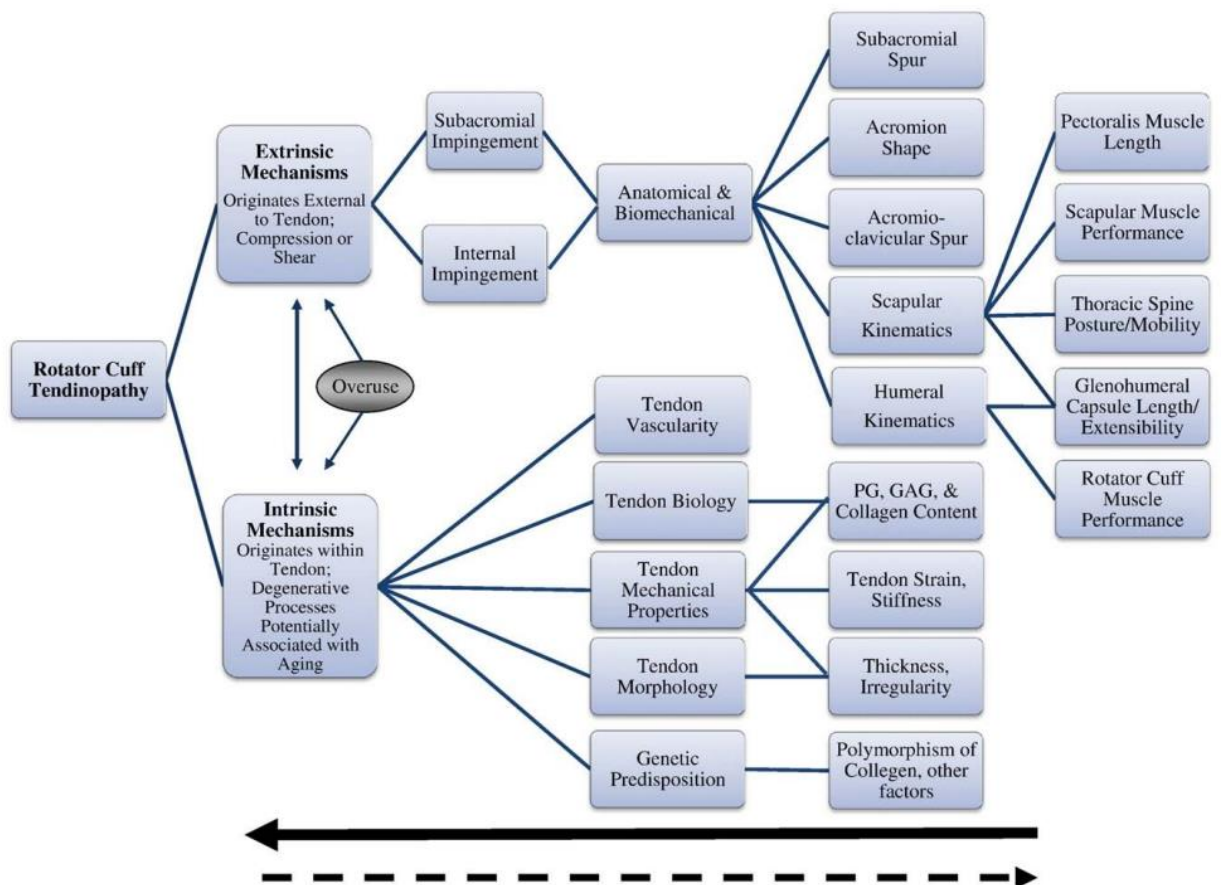 Rotator Cuff
Tendinopathy
Extrinsic
Mechanisms
Originates External
to Tendon;
Compression or
Shear
Overuse
Intrinsic
Mechanisms
Originates within
Tendon;
Degenerative
Processes
Potentially
Associated with
Aging
Subacromial
Impingement
Internal
Impingement
Anatomical &
Biomechanical
Subacromial
Spur
Acromion
Shape
Acromio-
clavicular Spur
Scapular
Kinematics
Humeral
Kinematics
Pectoralis Muscle
Length
Scapular Muscle
Performance
Thoracic Spine
Posture/Mobility
Glenohumeral
Capsule Length/
Extensibility
Rotator Cuff
Muscle
Performance
Tendon
Vascularity
Tendon Biology
Tendon
Mechanical
Properties
Tendon
Morphology
Genetic
Predisposition
PG, GAG, &
Collagen Content
Tendon Strain,
Stiffness
Thickness,
Irregularity
Polymorphism of
Collegen, other
factors